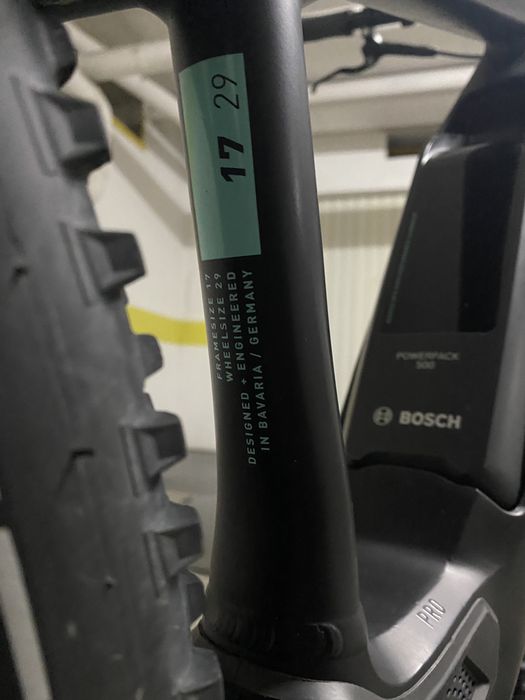 17 29
FRAMESIZE 17
WHEELSIZE 29
DESIGNED + ENGINEERED
IN BAVARIA / GERMANY
POWERPACK
500
BOSCH
PRO